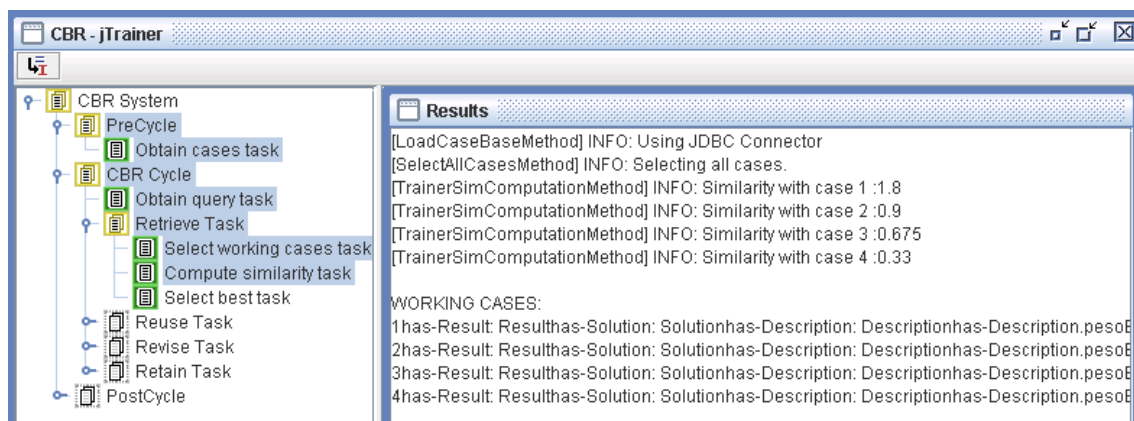 CBR - jTrainer
CBR System
PreCycle
Obtain cases task
CBR Cycle
Obtain query task
Retrieve Task
Select working cases task
Compute similarity task
Select best task
Reuse Task
Revise Task
Retain Task
PostCycle
Results
[LoadCaseBaseMethod] INFO: Using JDBC Connector
[SelectAllCasesMethod] INFO: Selecting all cases.
[TrainerSimComputationMethod] INFO: Similarity with case 1 :1.8
[TrainerSimComputationMethod] INFO: Similarity with case 2 :0.9
[TrainerSimComputationMethod] INFO: Similarity with case 3 :0.675
[TrainerSimComputationMethod] INFO: Similarity with case 4 :0.33
WORKING CASES:
1has-Result: Resulthas-Solution: Solutionhas-Description: Descriptionhas-Description.pesoE
2has-Result: Resulthas-Solution: Solutionhas-Description: Descriptionhas-Description.pesoE
3has-Result: Resulthas-Solution: Solutionhas-Description: Descriptionhas-Description.pesoE
4has-Result: Resulthas-Solution: Solutionhas-Description: Descriptionhas-Description.pesoE